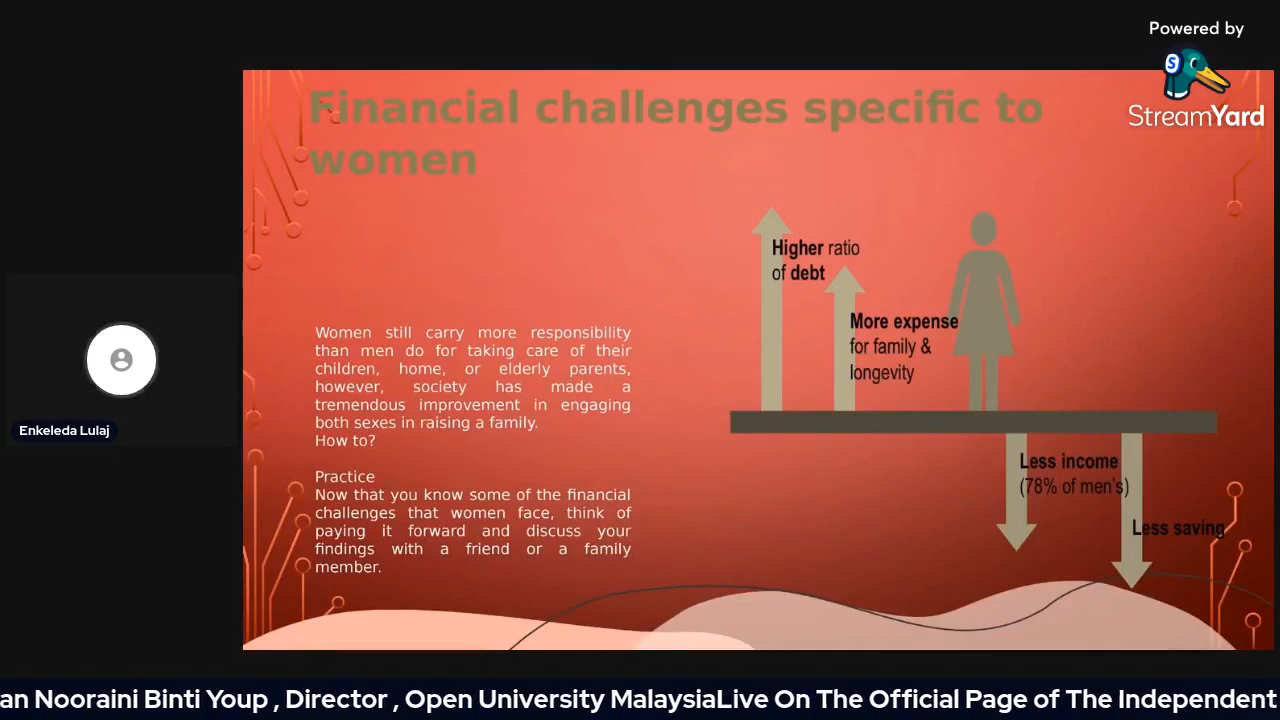 Powered by
StreamYard
Financial challenges specific to
women
Higher ratio
of debt
More expense
for family &
longevity
Women still carry more responsibility
than men do for taking care of their
children, home, or elderly parents,
however, society has made a
tremendous improvement in engaging
both sexes in raising a family.
How to?
Practice
Now that you know some of the financial
challenges that women face, think of
paying it forward and discuss your
findings with a friend or a family
member.
Less income
(78% of men's)
Less saving
Enkeleda Lulaj
an Nooraini Binti Youp , Director , Open University MalaysiaLive On The Official Page of The Independent